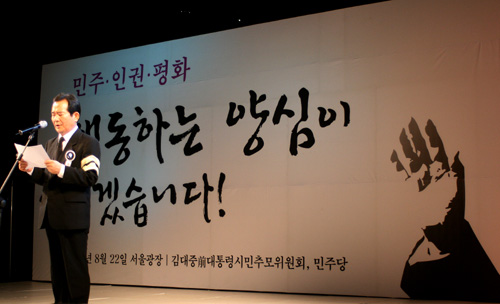 민주·인권·평화
행동하는 양심이
겠습니다!
8월 22일 서울광장 | 김대중前대통령시민추모위원회, 민주당